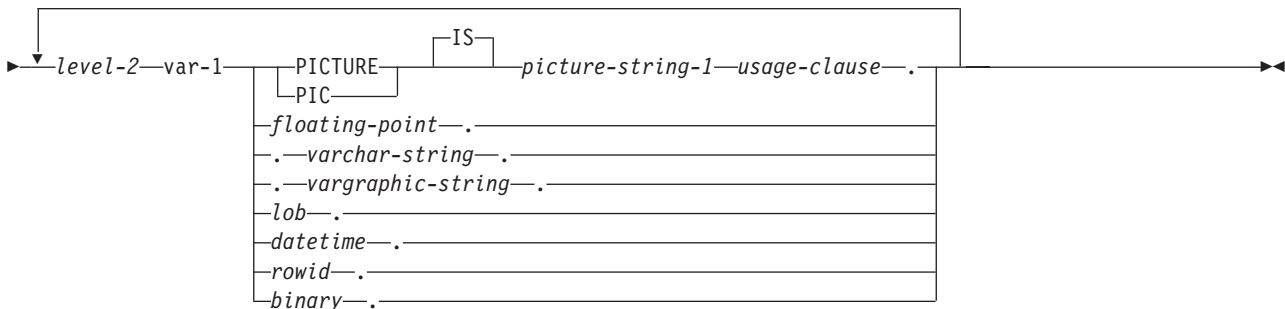 IS
level-2 var-1 PICTURE picture-string-1 usage-clause .
PIC
floating-point .
. varchar-string .
. vargraphic-string .
lob .
datetime .
rowid .
binary .